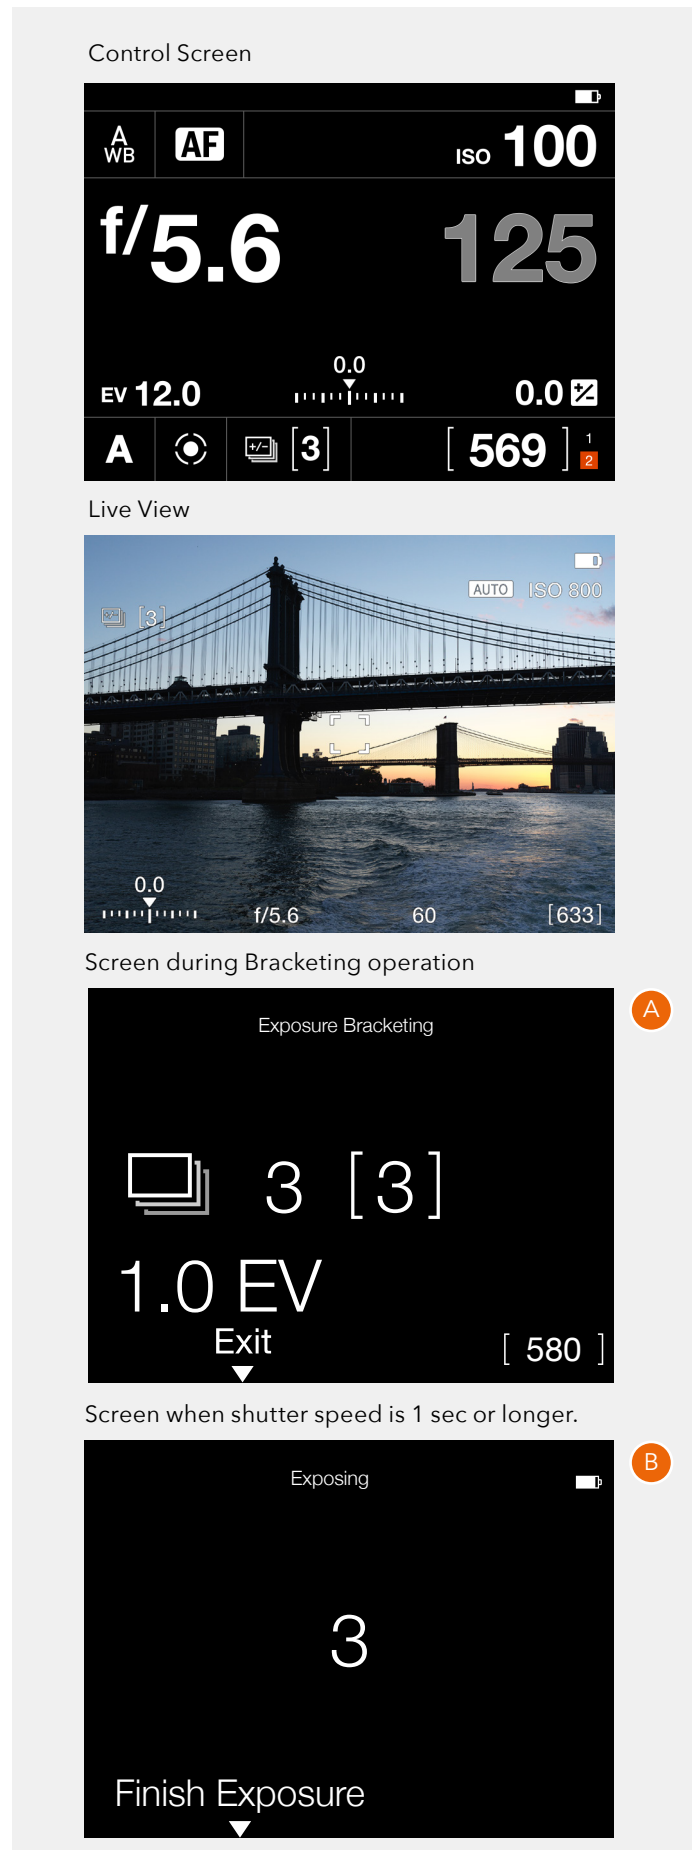 Control Screen
A
WB
AF
ISO 100
f/5.6
125
0.0
EV 12.0
0.0 +/-
A
+/- [3]
[ 569 ]
1
2
Live View
AUTO ISO 800
+/- [3]
0.0
f/5.6
60
[633]
Screen during Bracketing operation
A
Exposure Bracketing
3 [3]
1.0 EV
Exit
[ 580 ]
Screen when shutter speed is 1 sec or longer.
B
Exposing
3
Finish Exposure